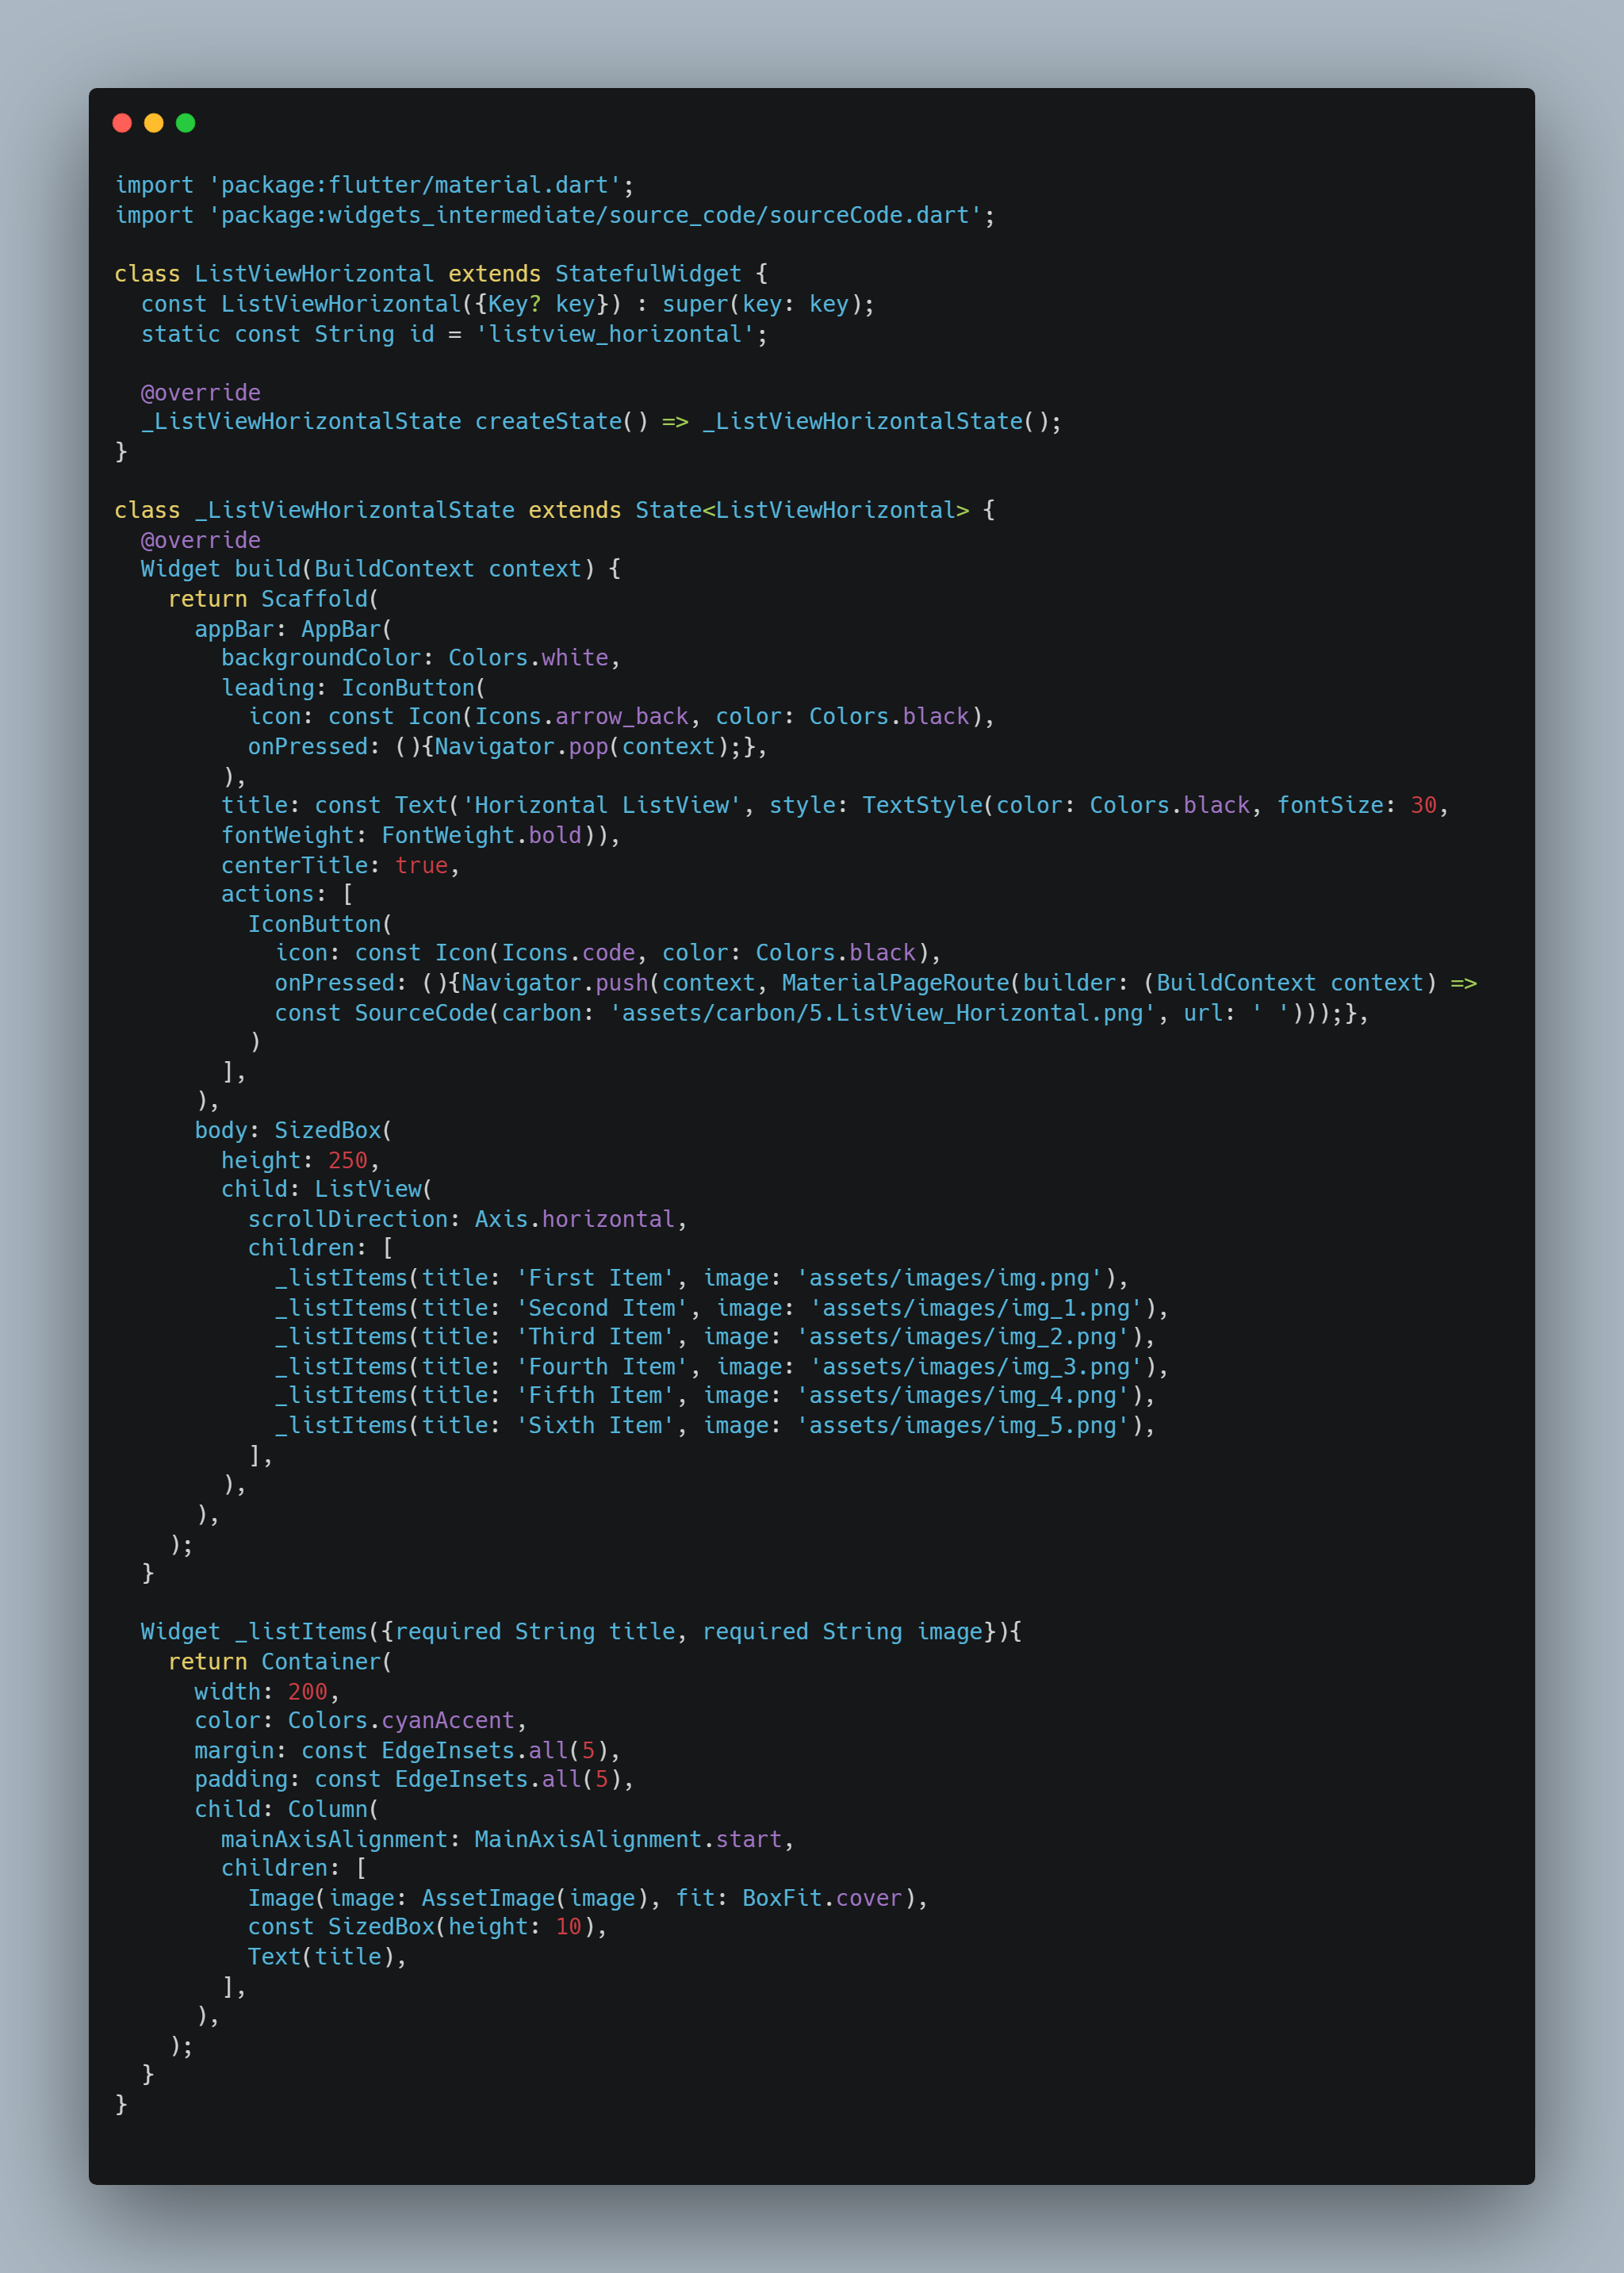 import 'package:flutter/material.dart';
import 'package:widgets_intermediate/source_code/sourceCode.dart';

class ListViewHorizontal extends StatefulWidget {
  const ListViewHorizontal({Key? key}) : super(key: key);
  static const String id = 'listview_horizontal';

  @override
  _ListViewHorizontalState createState() => _ListViewHorizontalState();
}

class _ListViewHorizontalState extends State<ListViewHorizontal> {
  @override
  Widget build(BuildContext context) {
    return Scaffold(
      appBar: AppBar(
        backgroundColor: Colors.white,
        leading: IconButton(
          icon: const Icon(Icons.arrow_back, color: Colors.black),
          onPressed: (){Navigator.pop(context);},
        ),
        title: const Text('Horizontal ListView', style: TextStyle(color: Colors.black, fontSize: 30,
        fontWeight: FontWeight.bold)),
        centerTitle: true,
        actions: [
          IconButton(
            icon: const Icon(Icons.code, color: Colors.black),
            onPressed: (){Navigator.push(context, MaterialPageRoute(builder: (BuildContext context) =>
            const SourceCode(carbon: 'assets/carbon/5.ListView_Horizontal.png', url: ' ')));},
          )
        ],
      ),
      body: SizedBox(
        height: 250,
        child: ListView(
          scrollDirection: Axis.horizontal,
          children: [
            _listItems(title: 'First Item', image: 'assets/images/img.png'),
            _listItems(title: 'Second Item', image: 'assets/images/img_1.png'),
            _listItems(title: 'Third Item', image: 'assets/images/img_2.png'),
            _listItems(title: 'Fourth Item', image: 'assets/images/img_3.png'),
            _listItems(title: 'Fifth Item', image: 'assets/images/img_4.png'),
            _listItems(title: 'Sixth Item', image: 'assets/images/img_5.png'),
          ],
        ),
      ),
    );
  }

  Widget _listItems({required String title, required String image}){
    return Container(
      width: 200,
      color: Colors.cyanAccent,
      margin: const EdgeInsets.all(5),
      padding: const EdgeInsets.all(5),
      child: Column(
        mainAxisAlignment: MainAxisAlignment.start,
        children: [
          Image(image: AssetImage(image), fit: BoxFit.cover),
          const SizedBox(height: 10),
          Text(title),
        ],
      ),
    );
  }
}